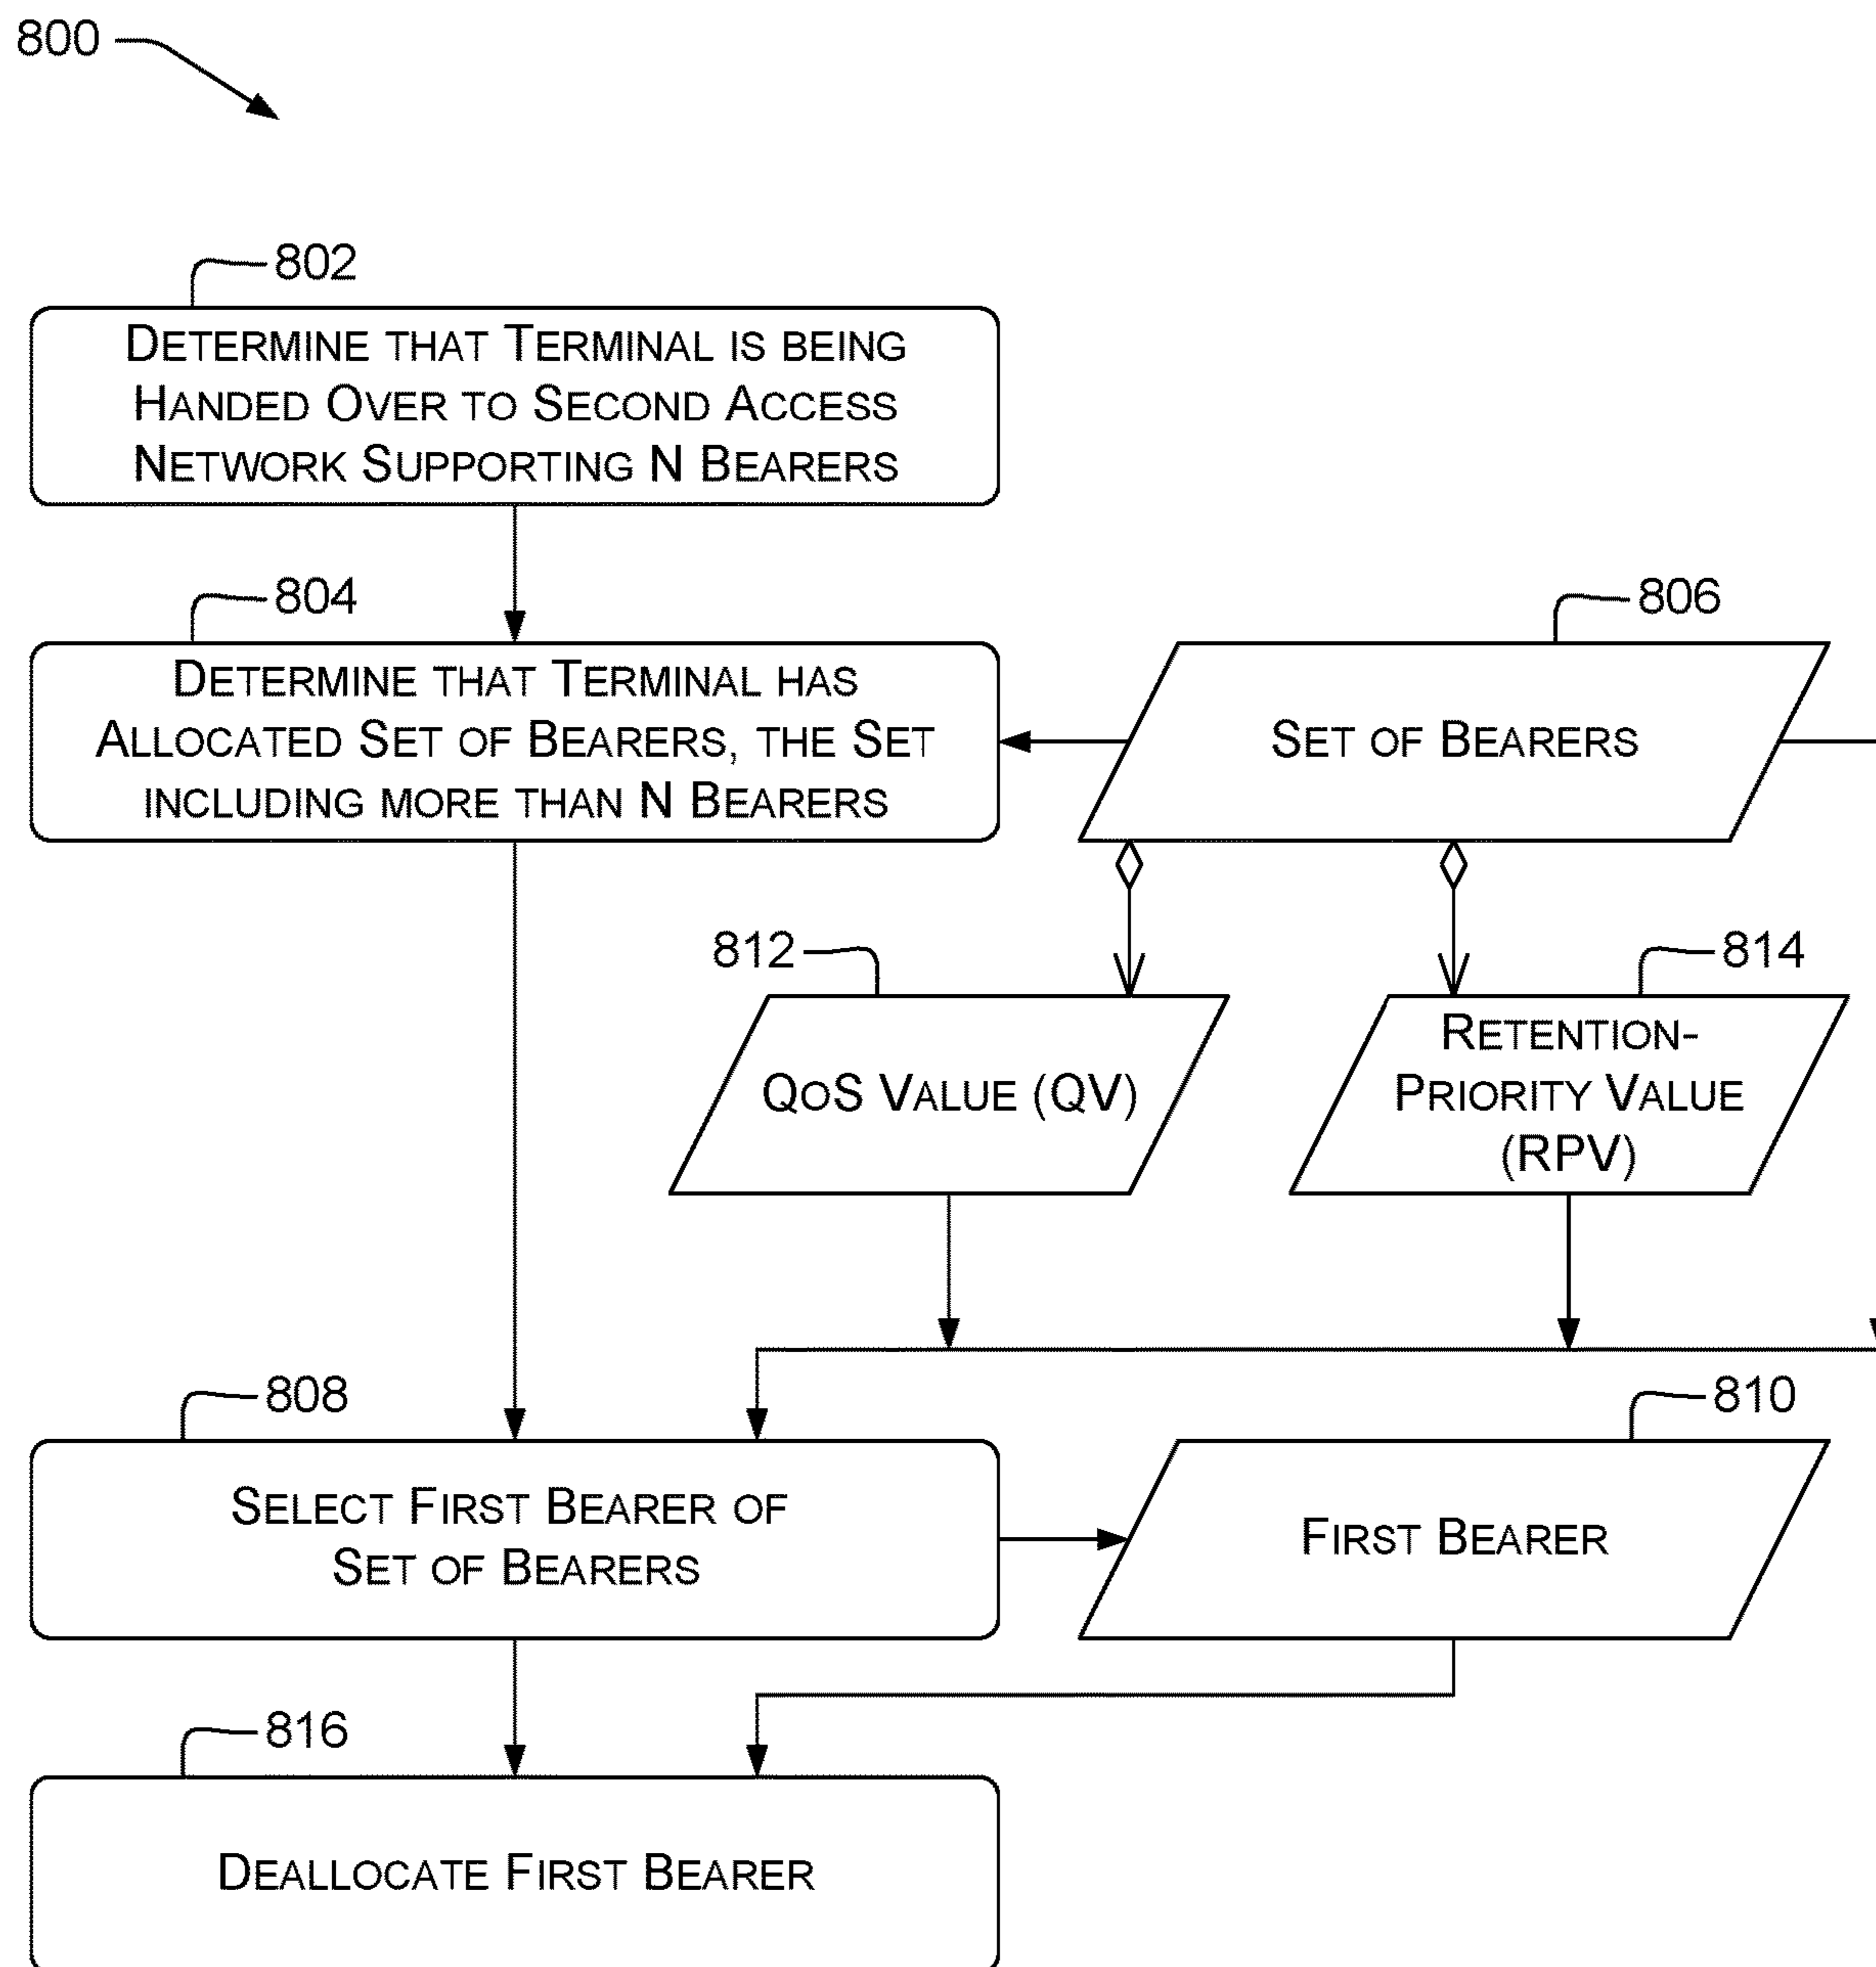 800
802
DETERMINE THAT TERMINAL IS BEING
HANDED OVER TO SECOND ACCESS
NETWORK SUPPORTING N BEARERS
804
806
DETERMINE THAT TERMINAL HAS
ALLOCATED SET OF BEARERS, THE SET
INCLUDING MORE THAN N BEARERS
SET OF BEARERS
812
814
QOS VALUE (QV)
RETENTION-
PRIORITY VALUE
(RPV)
808
810
SELECT FIRST BEARER OF
SET OF BEARERS
FIRST BEARER
816
DEALLOCATE FIRST BEARER